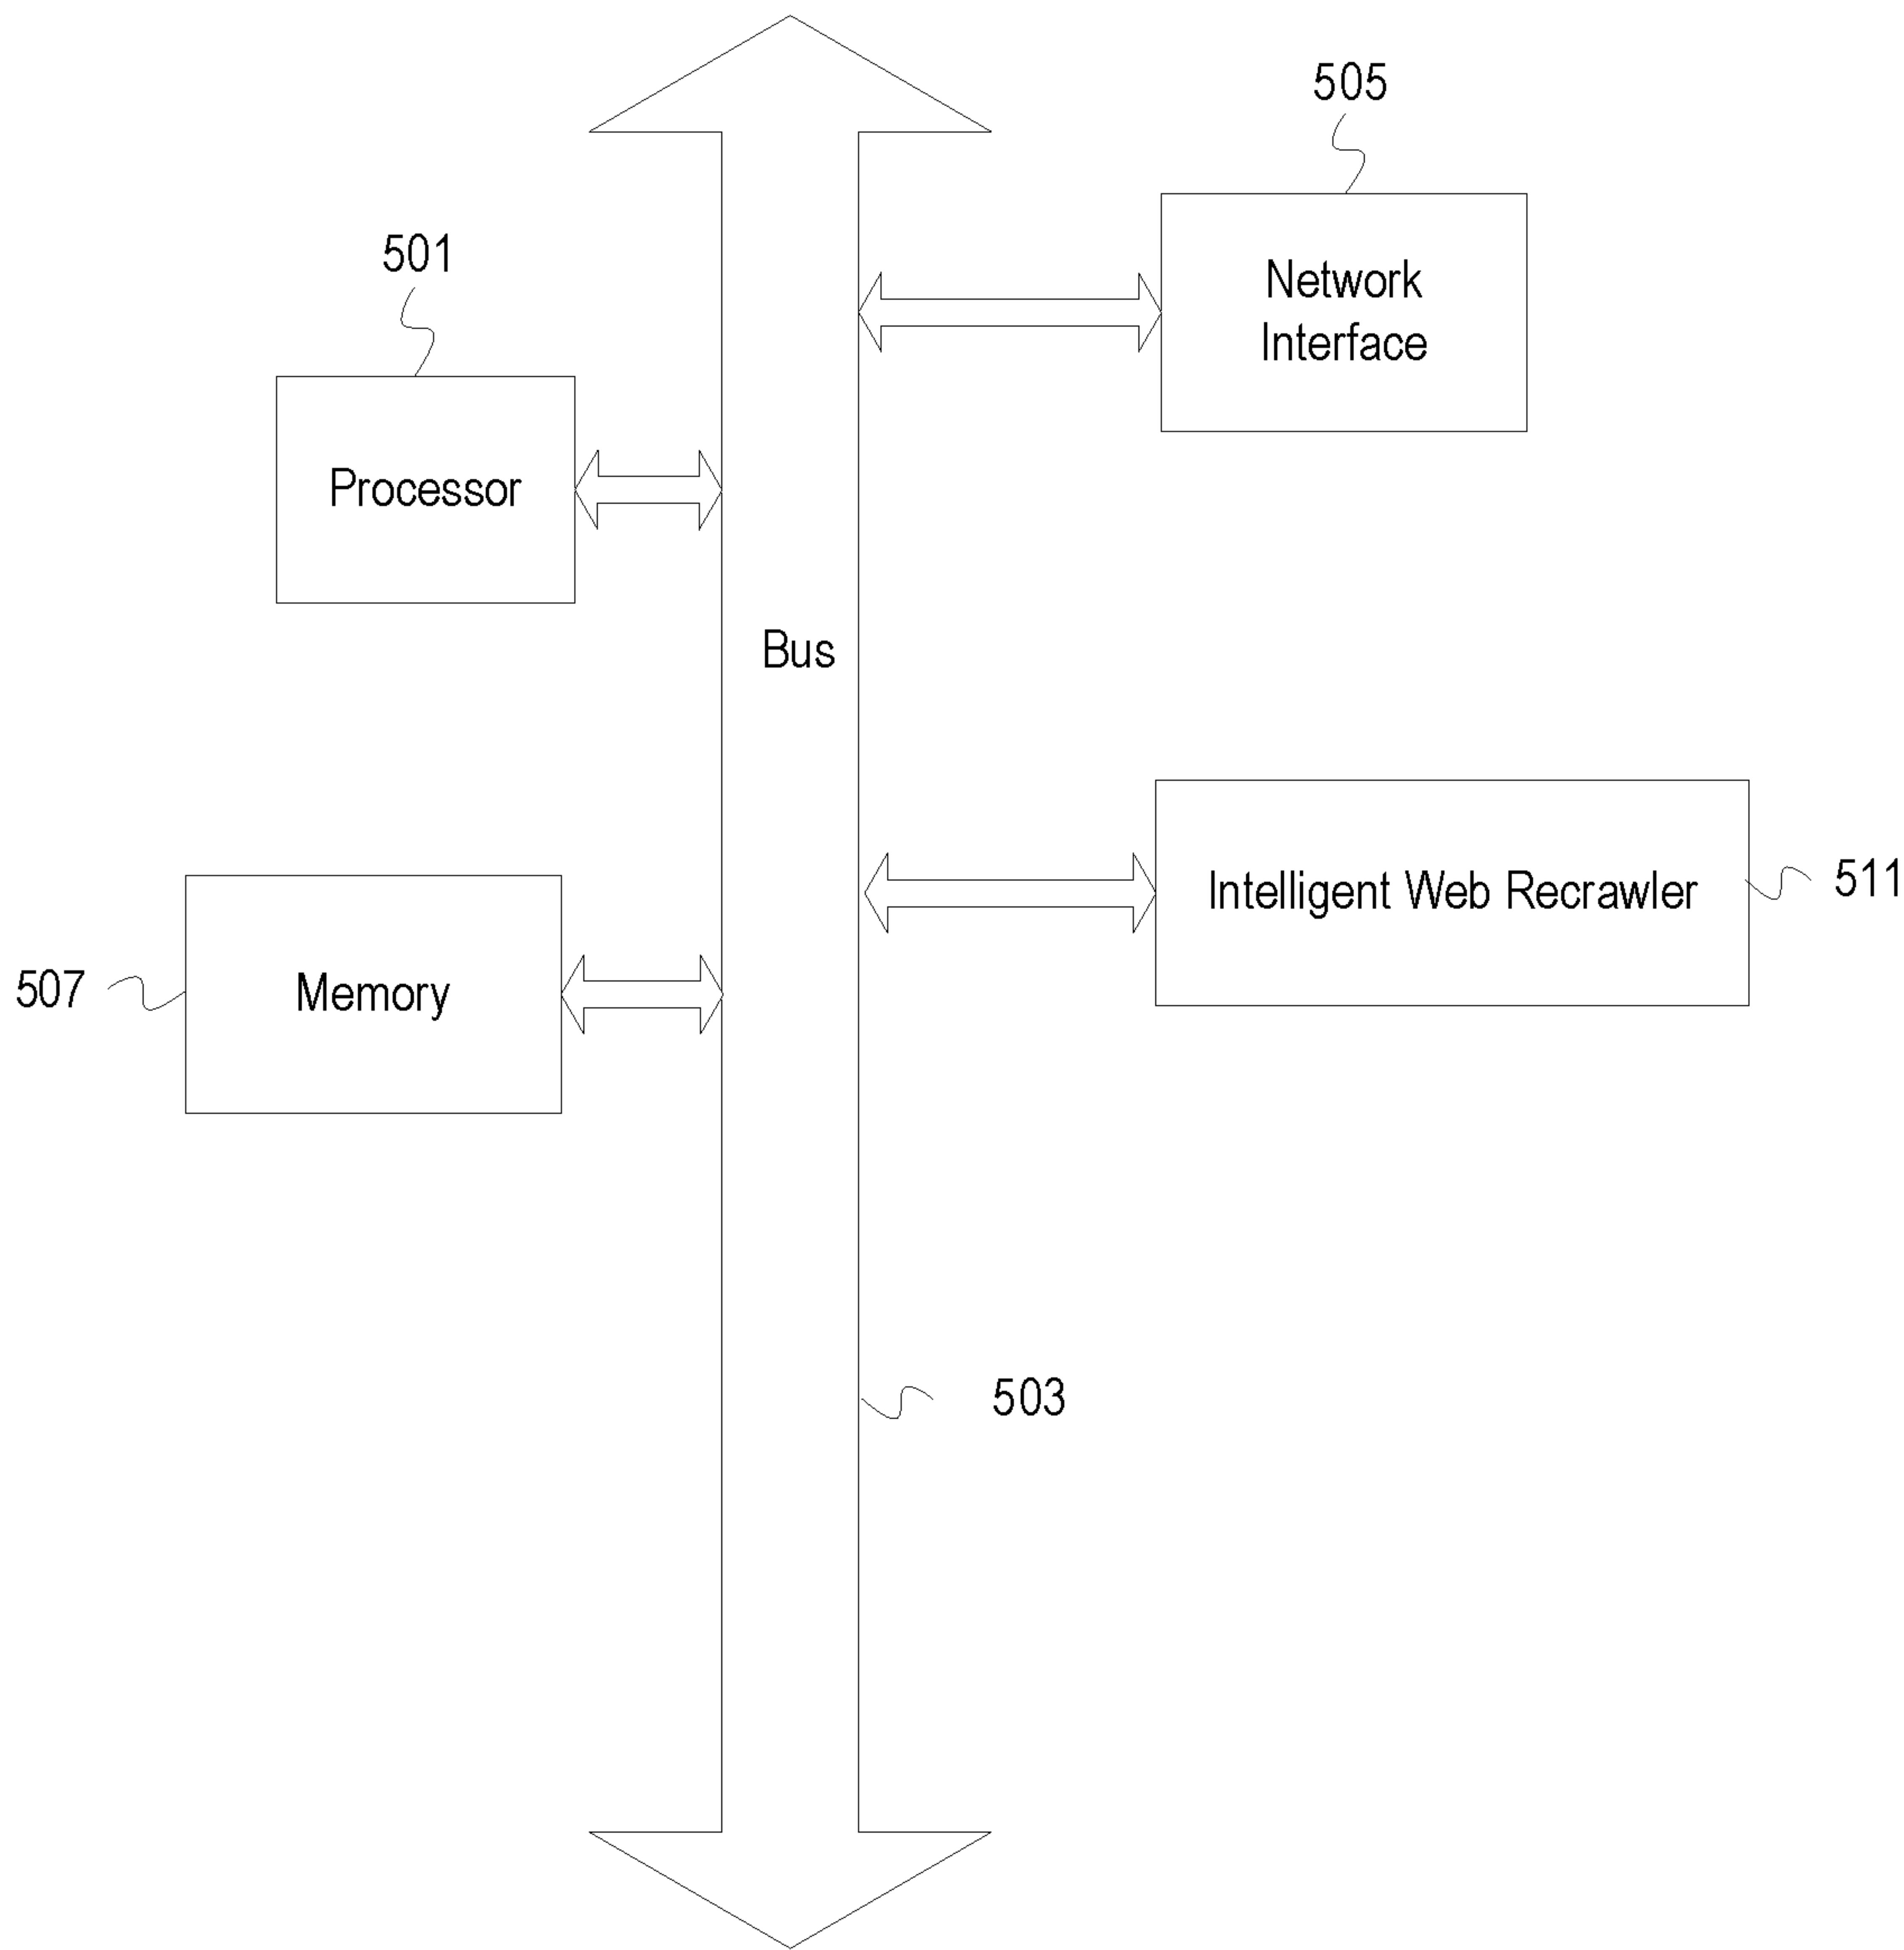 505
Network
Interface
501
Processor
Bus
Intelligent Web Recrawler
511
507
Memory
503